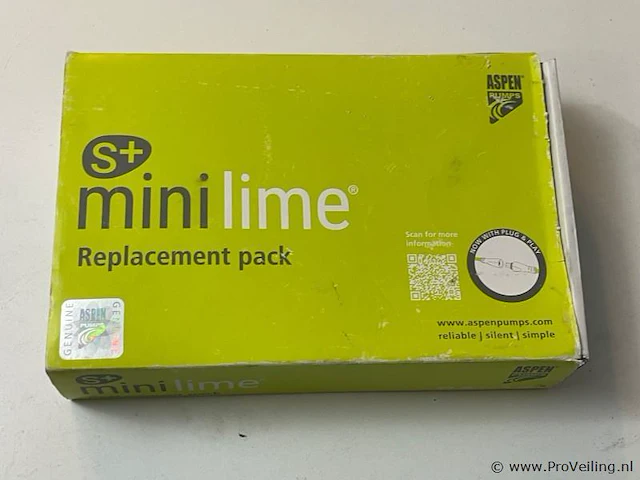 ASPEN®
PUMPS
S+
mini lime®
Replacement pack
Scan for more
information
NOW WITH PLUG & PLAY
GENUINE
ASPEN
PUMPS
www.aspenpumps.com
reliable | silent | simple
S+
mini lime
ASPEN
© www.ProVeiling.nl